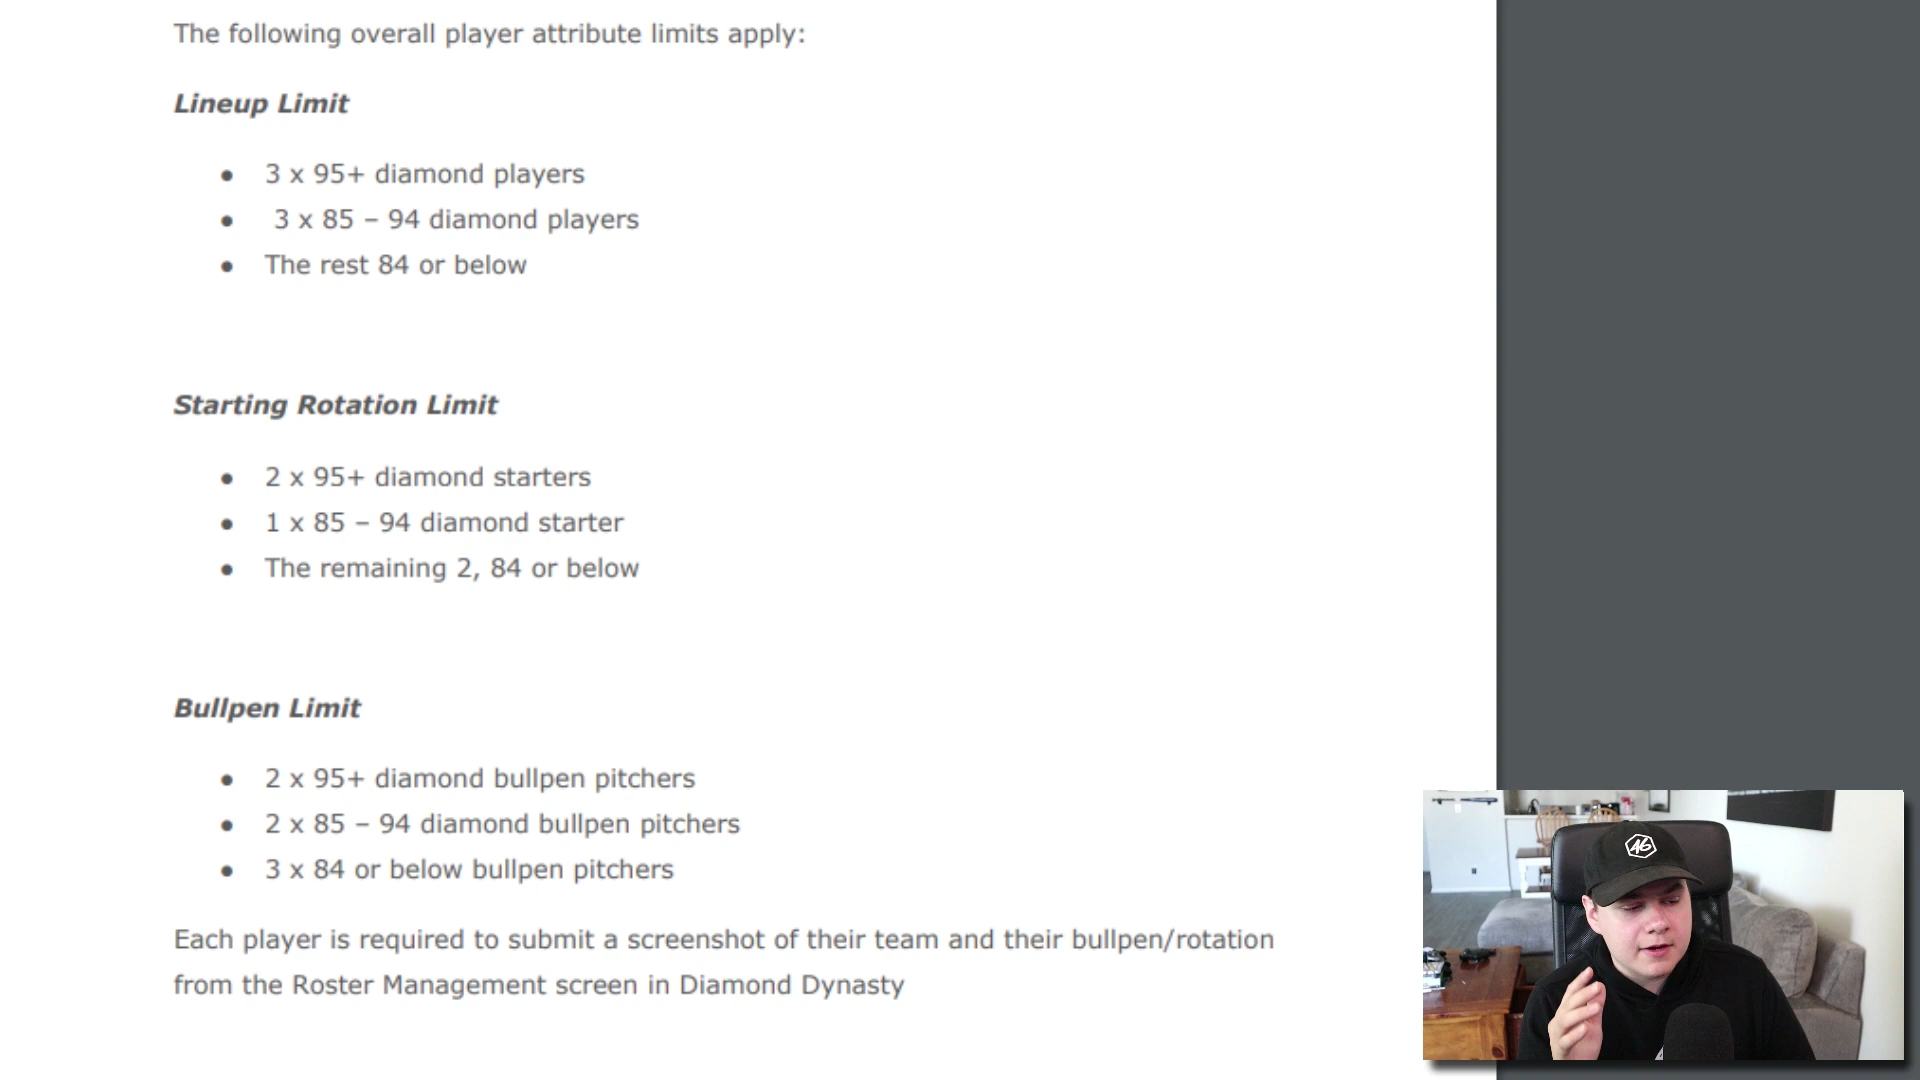 The following overall player attribute limits apply:
Lineup Limit
● 3 x 95+ diamond players
● 3 x 85 – 94 diamond players
● The rest 84 or below
Starting Rotation Limit
● 2 x 95+ diamond starters
● 1 x 85 – 94 diamond starter
● The remaining 2, 84 or below
Bullpen Limit
● 2 x 95+ diamond bullpen pitchers
● 2 x 85 – 94 diamond bullpen pitchers
● 3 x 84 or below bullpen pitchers
Each player is required to submit a screenshot of their team and their bullpen/rotation
from the Roster Management screen in Diamond Dynasty